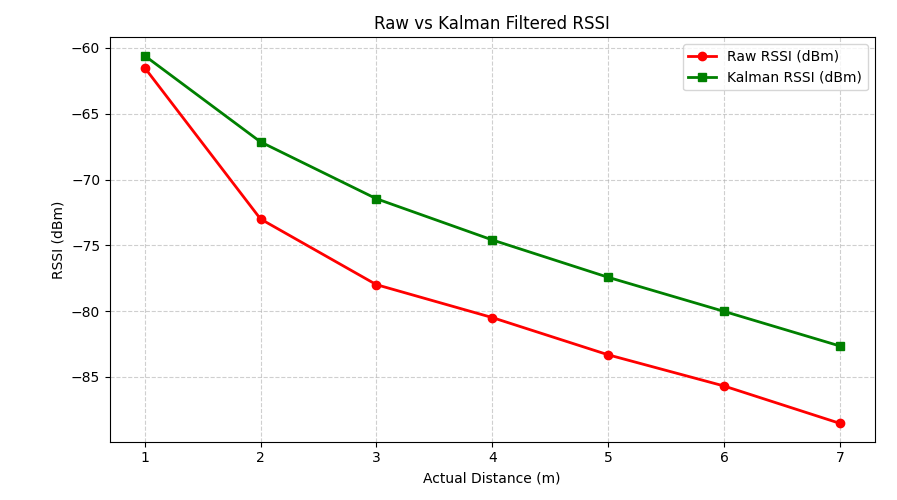 Raw vs Kalman Filtered RSSI
Raw RSSI (dBm)
Kalman RSSI (dBm)
RSSI (dBm)
−60
−65
−70
−75
−80
−85
1 2 3 4 5 6 7
Actual Distance (m)